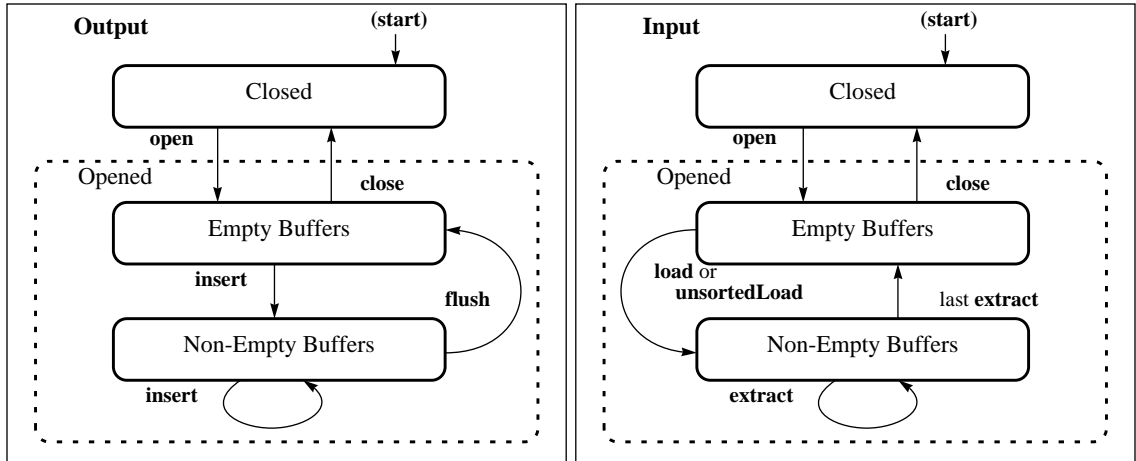 Output
(start)
Closed
open
close
Opened
Empty Buffers
insert
flush
Non-Empty Buffers
insert
Input
(start)
Closed
open
close
Opened
Empty Buffers
load or
unsortedLoad
last extract
Non-Empty Buffers
extract